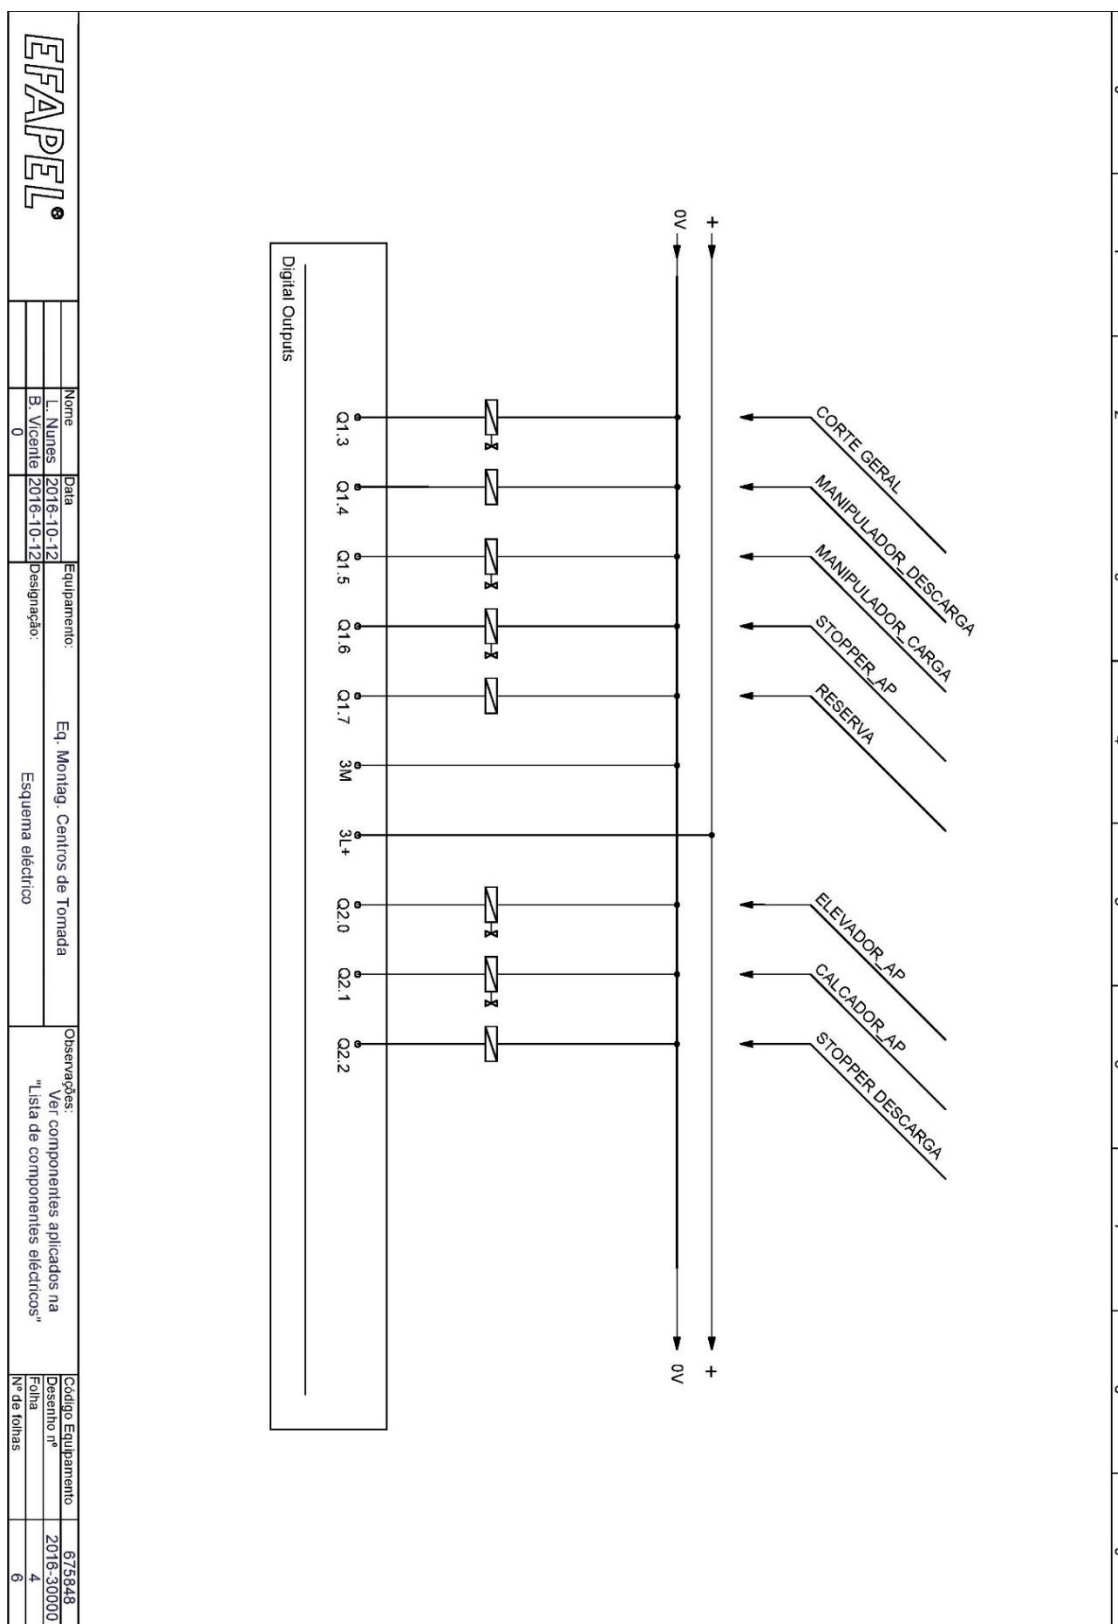 CORTE GERAL
MANIPULADOR_DESCARGA
MANIPULADOR_CARGA
STOPPER_AP
RESERVA
ELEVADOR_AP
CALCADOR_AP
STOPPER DESCARGA
+
+
0V
0V
Q1.3
Q1.4
Q1.5
Q1.6
Q1.7
3M
3L+
Q2.0
Q2.1
Q2.2
Digital Outputs
EFAPEL®
Nome
Data
L. Nunes
2016-10-12
B. Vicente
2016-10-12
0
Equipamento:
Eq. Montag. Centros de Tomada
Designação:
Esquema eléctrico
Observações:
Ver componentes aplicados na
"Lista de componentes eléctricos"
Código Equipamento
675848
Desenho nº
2016-30000
Folha
4
Nº de folhas
6